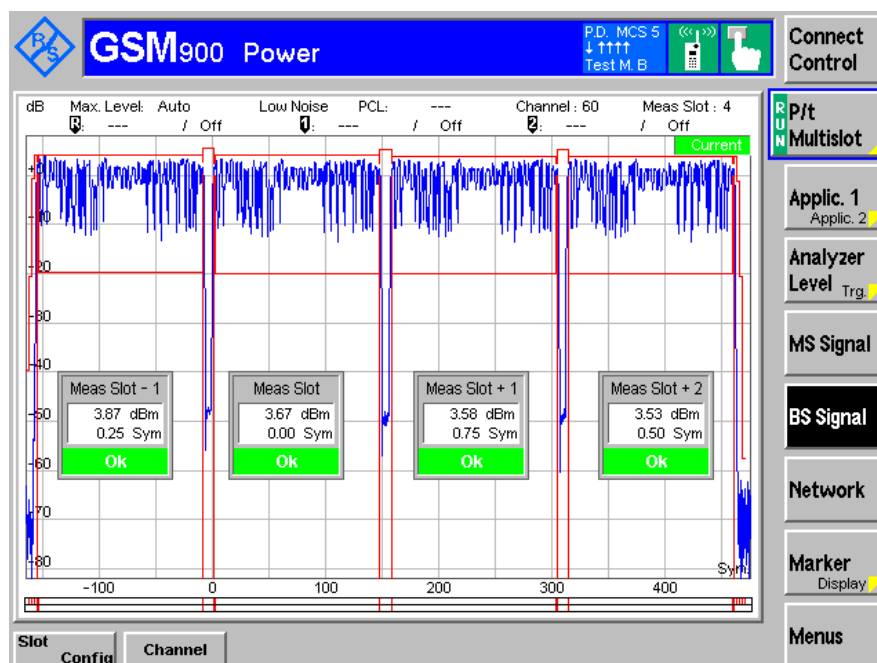 R/S
GSM900 Power
P.D. MCS 5
↓ ↑↑↑↑
Test M. B
Connect
Control
dB Max. Level: Auto Low Noise PCL: --- Channel : 60 Meas Slot : 4
R: --- / Off 1: --- / Off 2: --- / Off
Current
RUN
P/t
Multislot
Applic. 1
Applic. 2
Analyzer
Level Trg.
MS Signal
BS Signal
Network
Marker
Display
Menus
-10
-20
-30
-40
-50
-60
-70
-80
Meas Slot - 1
3.87 dBm
0.25 Sym
Ok
Meas Slot
3.67 dBm
0.00 Sym
Ok
Meas Slot + 1
3.58 dBm
0.75 Sym
Ok
Meas Slot + 2
3.53 dBm
0.50 Sym
Ok
Sym
-100 0 100 200 300 400
Slot
Config
Channel